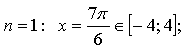 n = 1: x = 7π/6 ∈ [−4; 4];